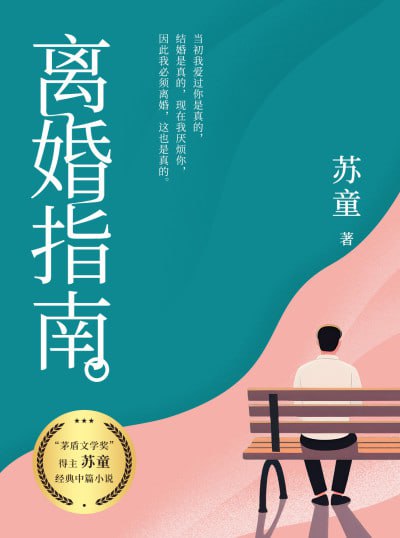 离婚指南。
当初我爱过你是真的，
结婚是真的，现在我厌烦你，
因此我必须离婚，这也是真的。
苏童
著
“茅盾文学奖”
得主 苏童
经典中篇小说